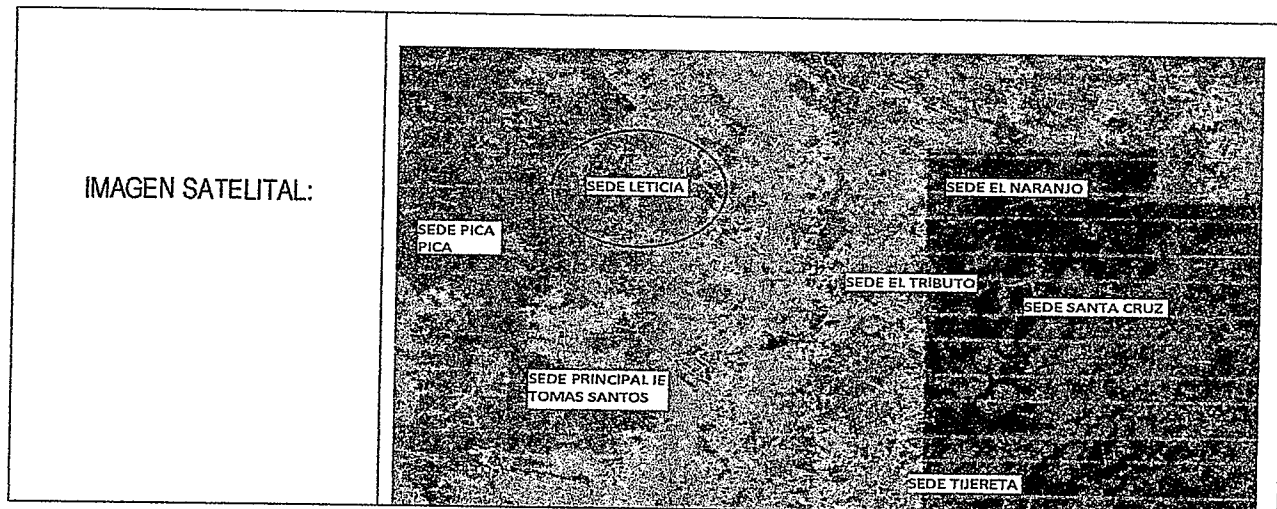 IMAGEN SATELITAL:
SEDE LETICIA
SEDE EL NARANJO
SEDE PICA
PICA
SEDE EL TRIBUTO
SEDE SANTA CRUZ
SEDE PRINCIPAL IE
TOMAS SANTOS
SEDE TIJERETA